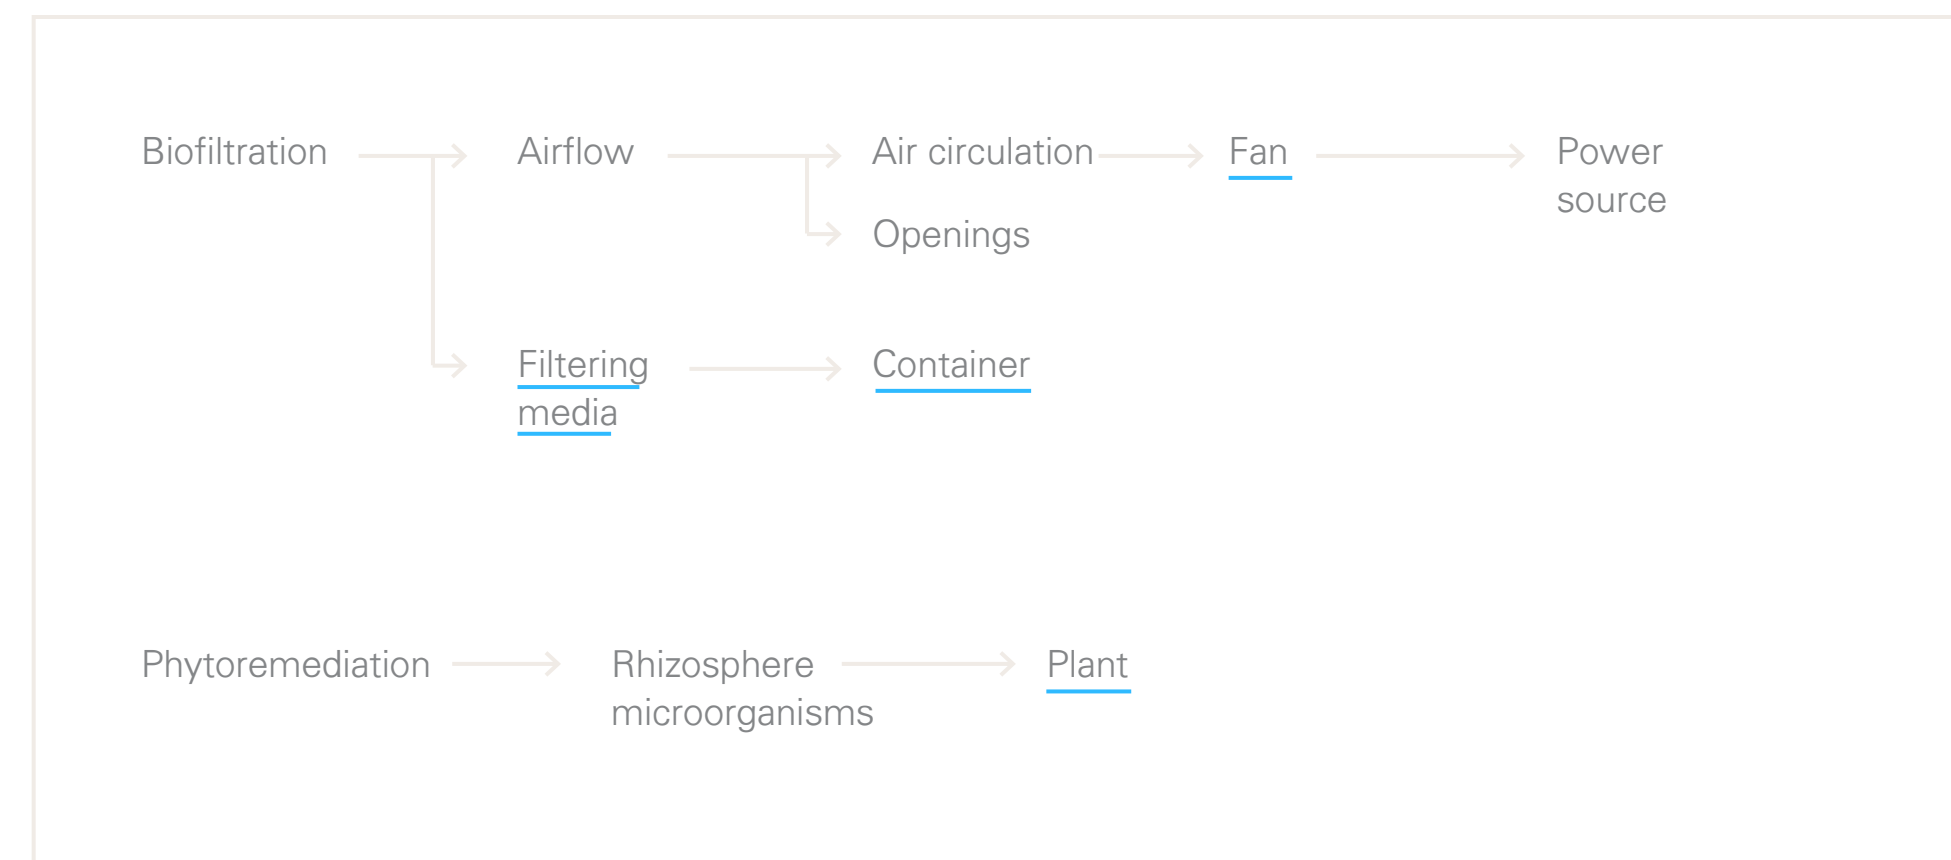 Biofiltration
Airflow
Air circulation
Fan
Power
source
Openings
Filtering
media
Container
Phytoremediation
Rhizosphere
microorganisms
Plant